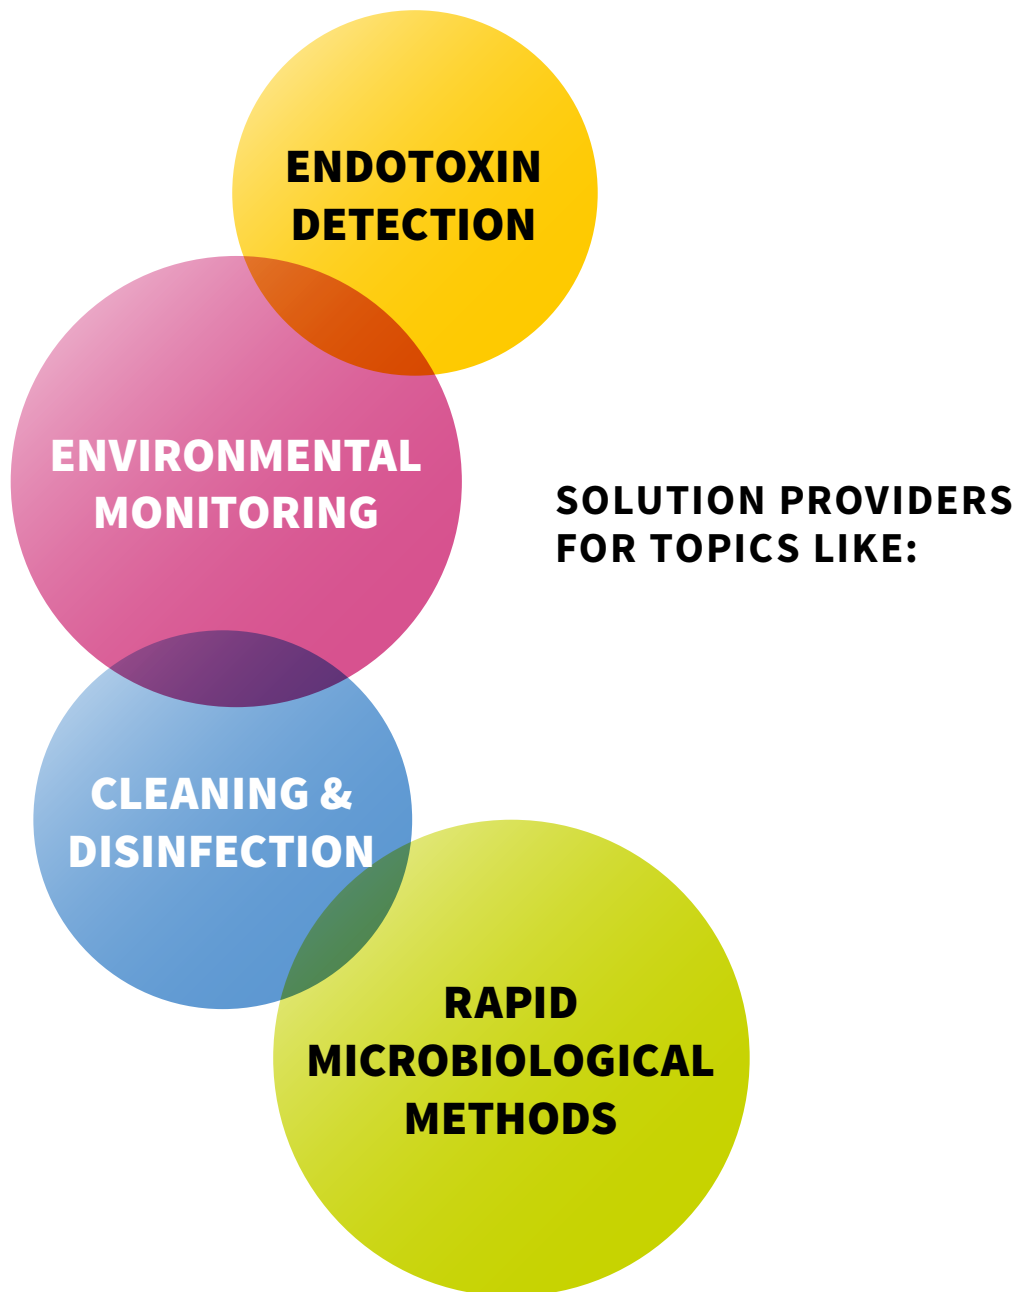 ENDOTOXIN
DETECTION
ENVIRONMENTAL
MONITORING
SOLUTION PROVIDERS
FOR TOPICS LIKE:
CLEANING &
DISINFECTION
RAPID
MICROBIOLOGICAL
METHODS